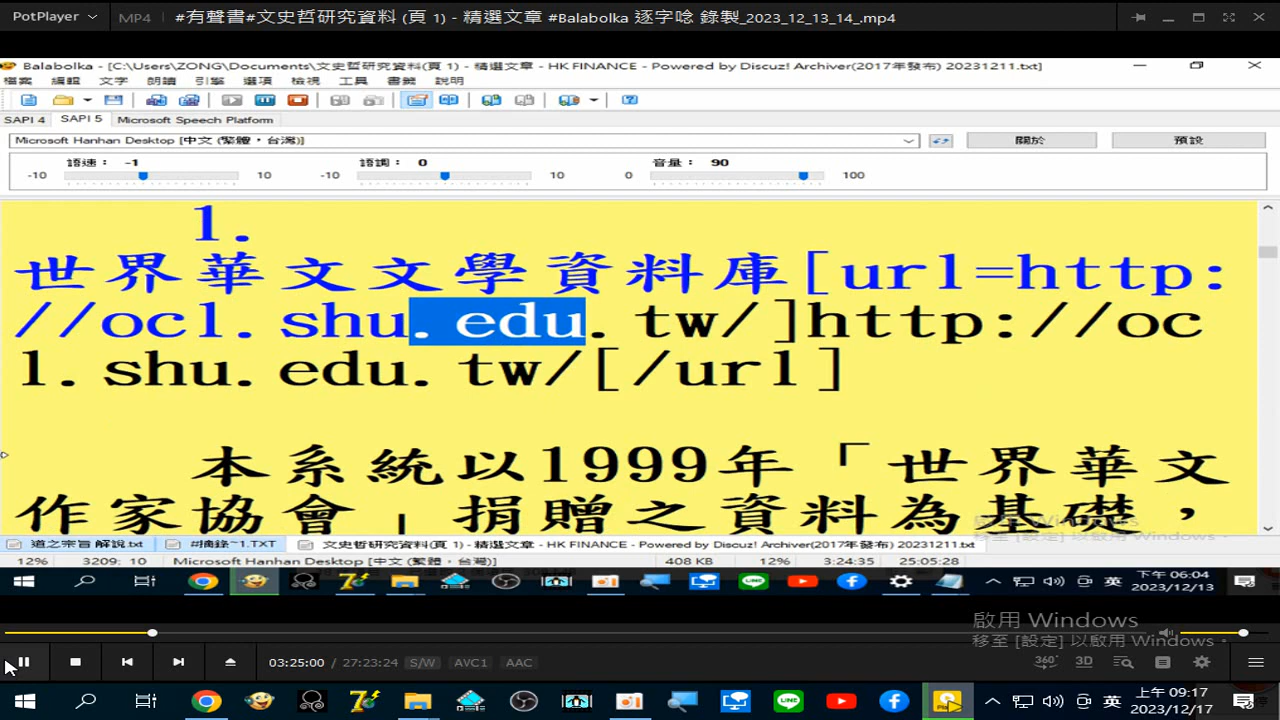 PotPlayer MP4 #有聲書#文史哲研究資料 (頁 1) - 精選文章 #Balabolka 逐字唸 錄製_2023_12_13_14_.mp4
Balabolka - [C:\Users\ZONG\Documents\文史哲研究資料(頁 1) - 精選文章 - HK FINANCE - Powered by Discuz! Archiver(2017年發布) 20231211.txt]
檔案 編輯 文字 朗讀 引擎 選項 檢視 工具 書籤 說明
SAPI 4 SAPI 5 Microsoft Speech Platform
Microsoft Hanhan Desktop [中文 (繁體，台灣)] 關於 預設
語速： -1 語調： 0 音量： 90
-10 10 -10 10 0 100
1.
世界華文文學資料庫[url=http:
//ocl.shu.edu.tw/]http://oc
l.shu.edu.tw/[/url]
本系統以1999年「世界華文
作家協會」捐贈之資料為基礎，
啟用 Windows
移至 [設定] 以啟用 Windows。
道之宗旨 解說.txt #摘錄~1.TXT 文史哲研究資料(頁 1) - 精選文章 - HK FINANCE - Powered by Discuz! Archiver(2017年發布) 20231211.txt
12% 3209: 10 Microsoft Hanhan Desktop [中文 (繁體，台灣)] 408 KB 12% 3:24:35 25:05:28
英 下午 06:04
2023/12/13
啟用 Windows
移至 [設定] 以啟用 Windows。
03:25:00 / 27:23:24 S/W AVC1 AAC 360° 3D
英 上午 09:17
2023/12/17